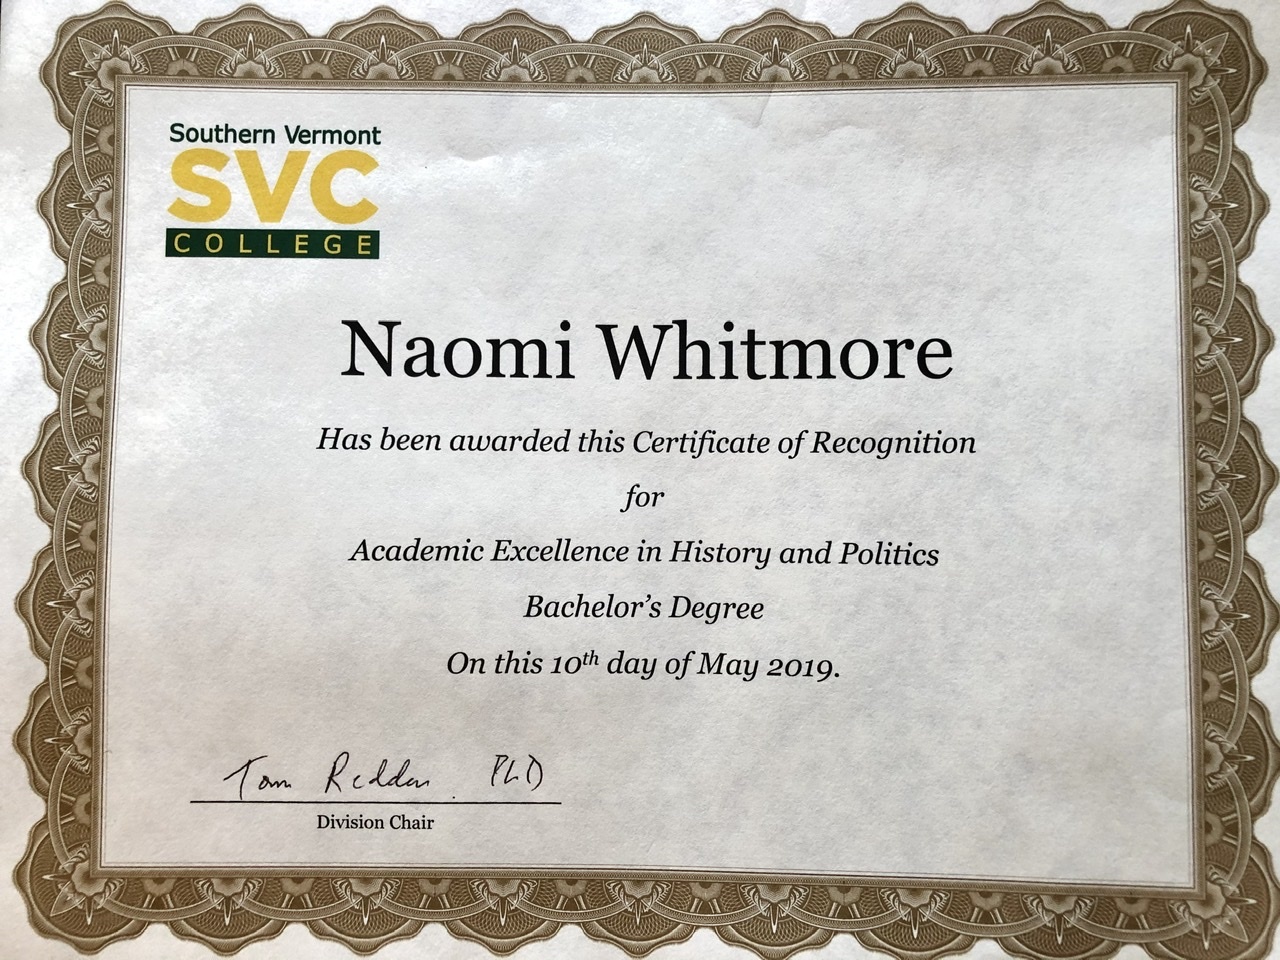 Southern Vermont
SVC
COLLEGE
Naomi Whitmore
Has been awarded this Certificate of Recognition
for
Academic Excellence in History and Politics
Bachelor's Degree
On this 10th day of May 2019.
Tom Redden PhD
Division Chair